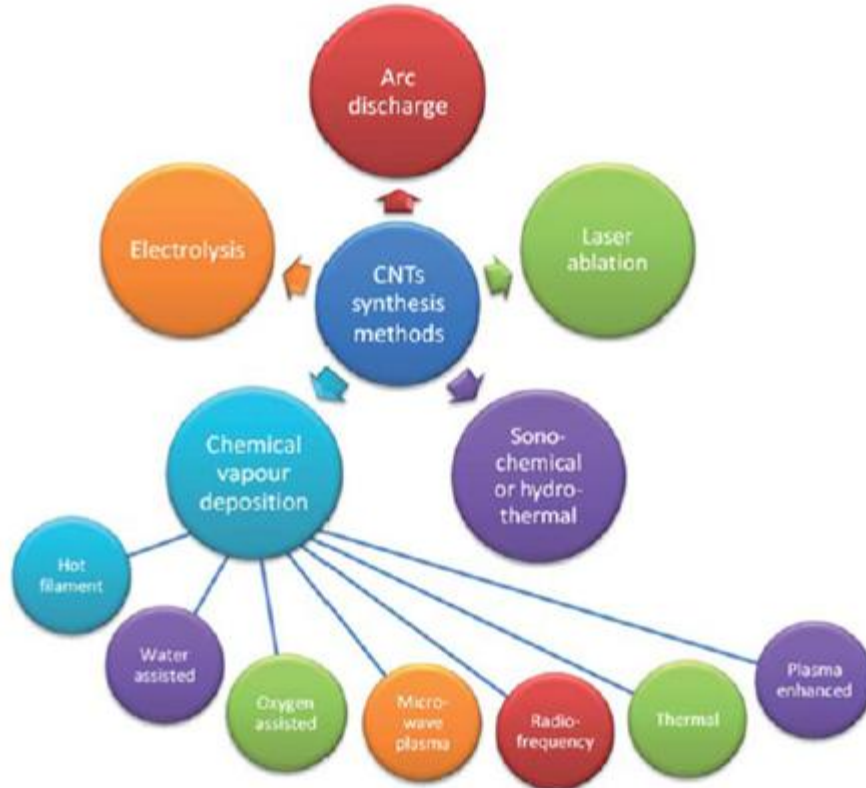 Arc
discharge
Electrolysis
Laser
ablation
CNTs
synthesis
methods
Chemical
vapour
deposition
Sono-
chemical
or hydro-
thermal
Hot
filament
Water
assisted
Oxygen
assisted
Micro-
wave
plasma
Radio-
frequency
Thermal
Plasma
enhanced